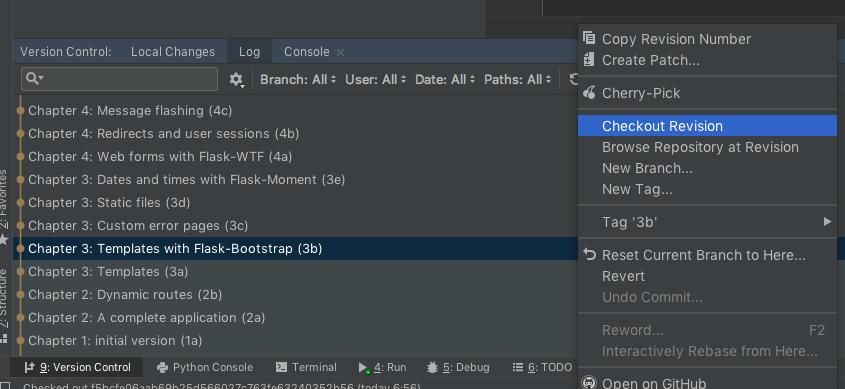 Version Control: Local Changes Log Console
Branch: All User: All Date: All Paths: All
Chapter 4: Message flashing (4c)
Chapter 4: Redirects and user sessions (4b)
Chapter 4: Web forms with Flask-WTF (4a)
Chapter 3: Dates and times with Flask-Moment (3e)
Chapter 3: Static files (3d)
Chapter 3: Custom error pages (3c)
Chapter 3: Templates with Flask-Bootstrap (3b)
Chapter 3: Templates (3a)
Chapter 2: Dynamic routes (2b)
Chapter 2: A complete application (2a)
Chapter 1: initial version (1a)
Copy Revision Number
Create Patch...
Cherry-Pick
Checkout Revision
Browse Repository at Revision
New Branch...
New Tag...
Tag '3b'
Reset Current Branch to Here...
Revert
Undo Commit...
Reword... F2
Interactively Rebase from Here...
Open on GitHub
2: Favorites
7: Structure
9: Version Control Python Console Terminal 4: Run 5: Debug 6: TODO
Checked out (today 6:56)